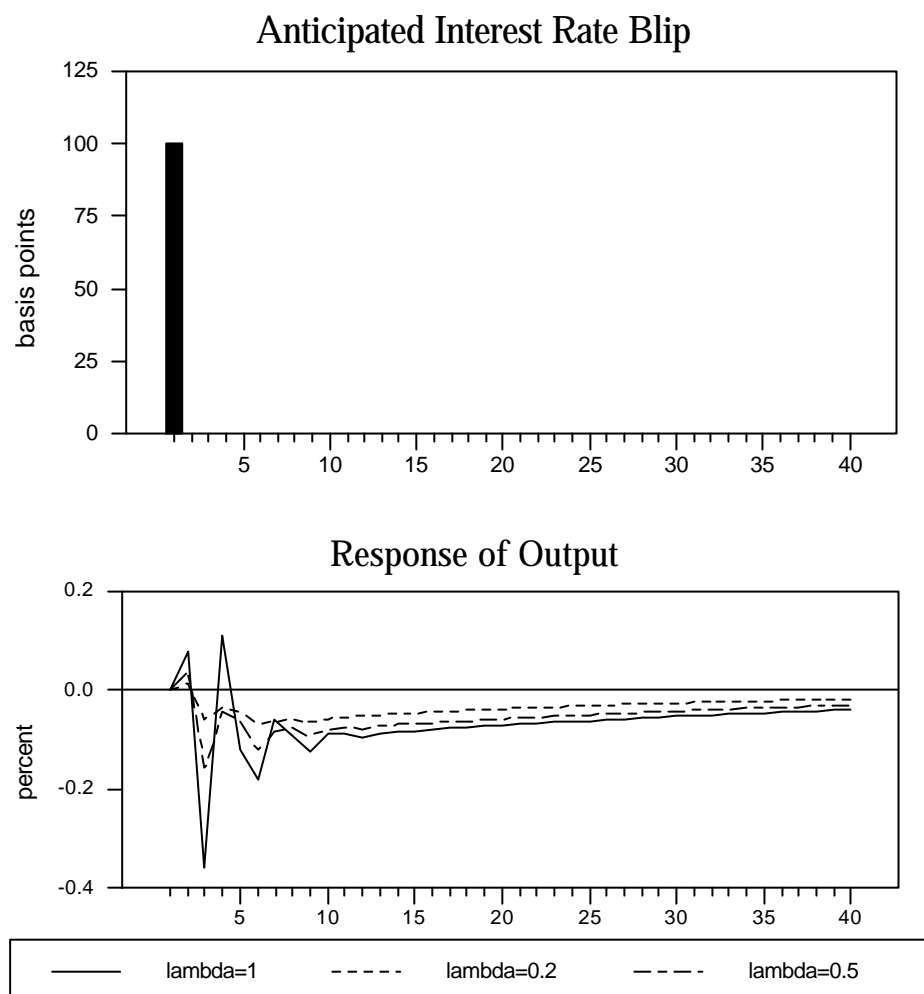 Anticipated Interest Rate Blip
125
100
75
50
25
0
basis points
5 10 15 20 25 30 35 40
Response of Output
0.2
0.0
-0.2
-0.4
percent
5 10 15 20 25 30 35 40
lambda=1 lambda=0.2 lambda=0.5